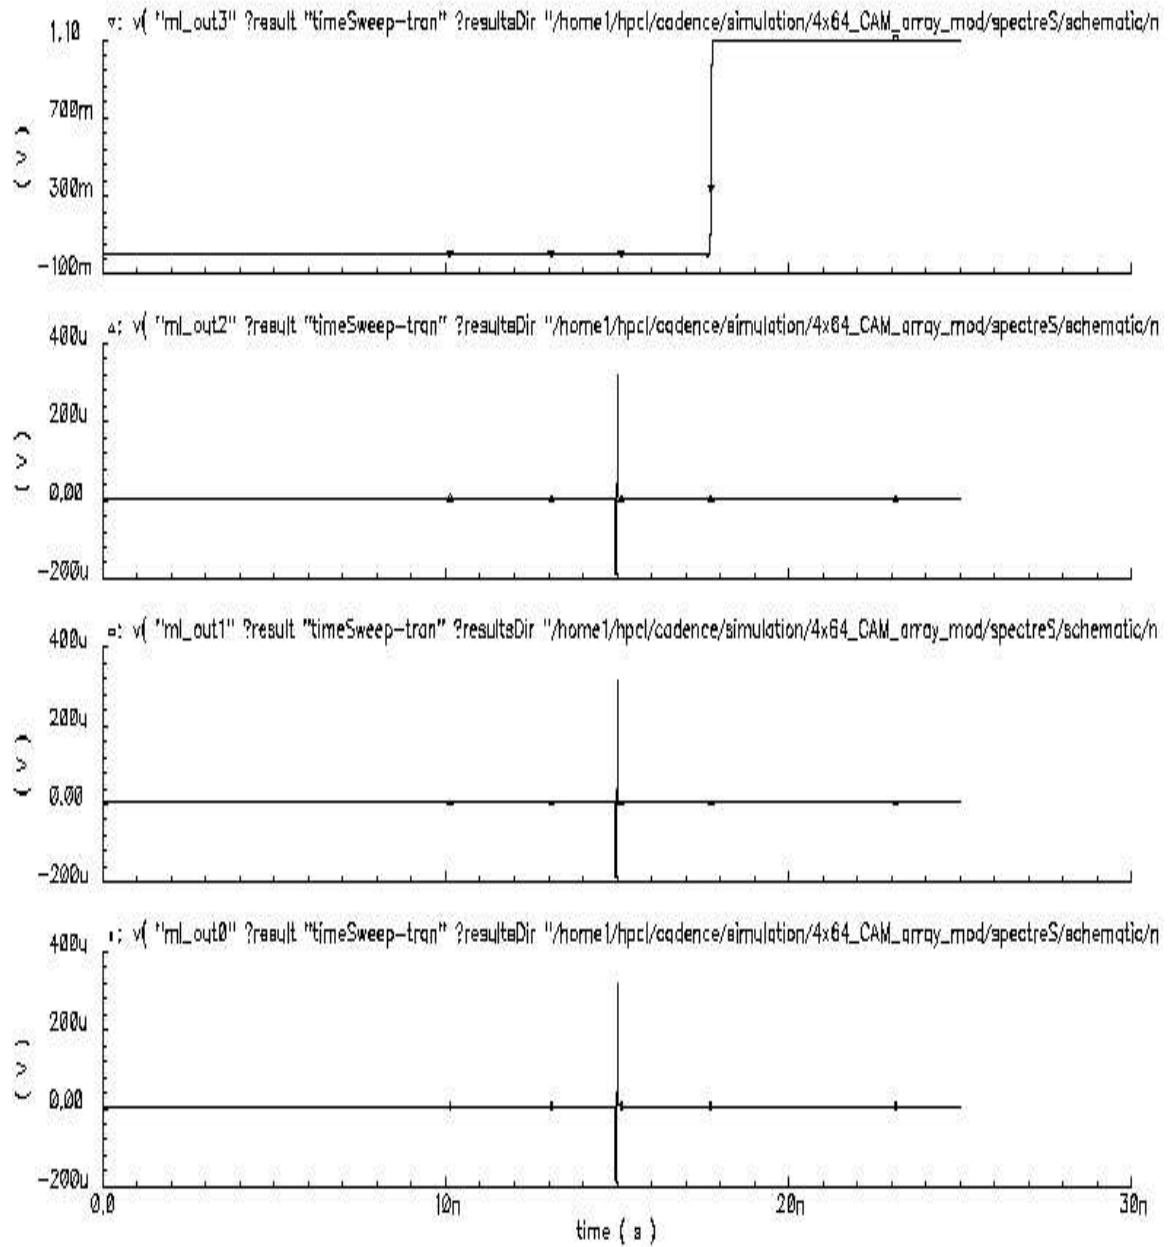 ▿: v( "ml_out3" ?result "timeSweep-tran" ?resultsDir "/home1/hpcl/cadence/simulation/4x64_CAM_array_mod/spectreS/schematic/n
1.10
700m
300m
-100m
( V )
▵: v( "ml_out2" ?result "timeSweep-tran" ?resultsDir "/home1/hpcl/cadence/simulation/4x64_CAM_array_mod/spectreS/schematic/n
400u
200u
0.00
-200u
( V )
▫: v( "ml_out1" ?result "timeSweep-tran" ?resultsDir "/home1/hpcl/cadence/simulation/4x64_CAM_array_mod/spectreS/schematic/n
400u
200u
0.00
-200u
( V )
: v( "ml_out0" ?result "timeSweep-tran" ?resultsDir "/home1/hpcl/cadence/simulation/4x64_CAM_array_mod/spectreS/schematic/n
400u
200u
0.00
-200u
( V )
0.0 10n 20n 30n
time ( s )